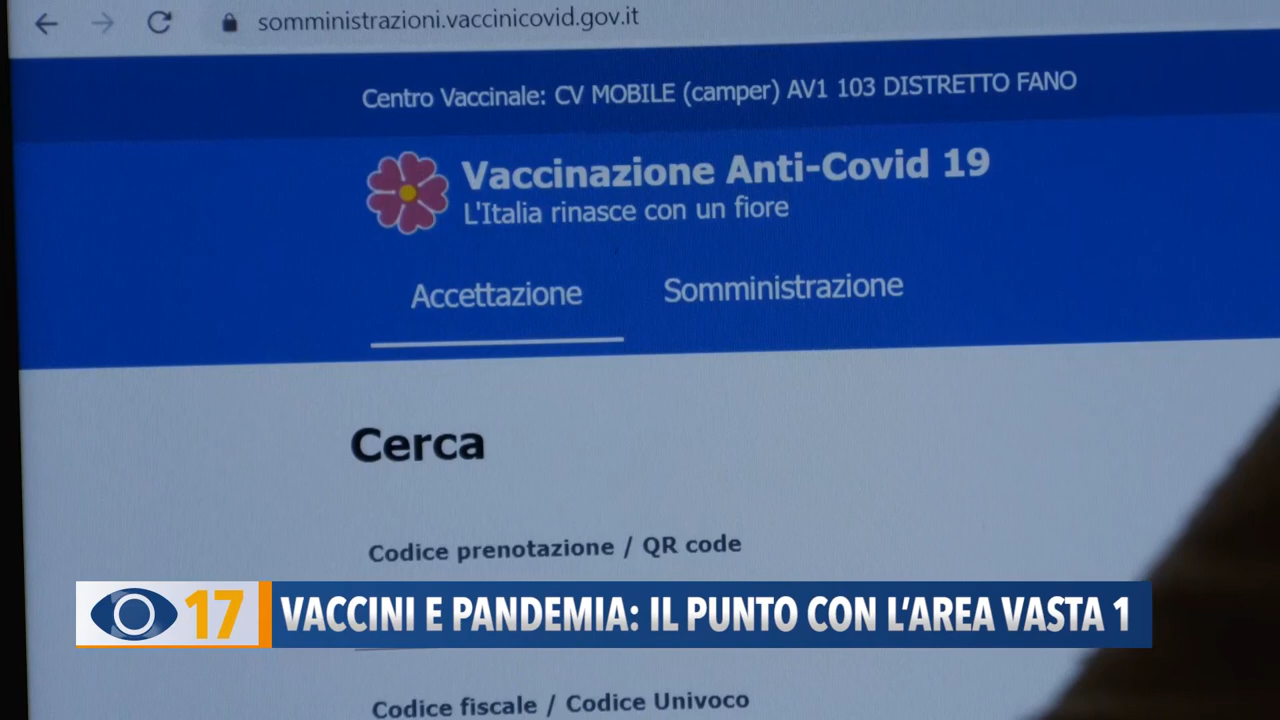 somministrazioni.vaccinicovid.gov.it
Centro Vaccinale: CV MOBILE (camper) AV1 103 DISTRETTO FANO
Vaccinazione Anti-Covid 19
L'Italia rinasce con un fiore
Accettazione Somministrazione
Cerca
Codice prenotazione / QR code
17 VACCINI E PANDEMIA: IL PUNTO CON L'AREA VASTA 1
Codice fiscale / Codice Univoco